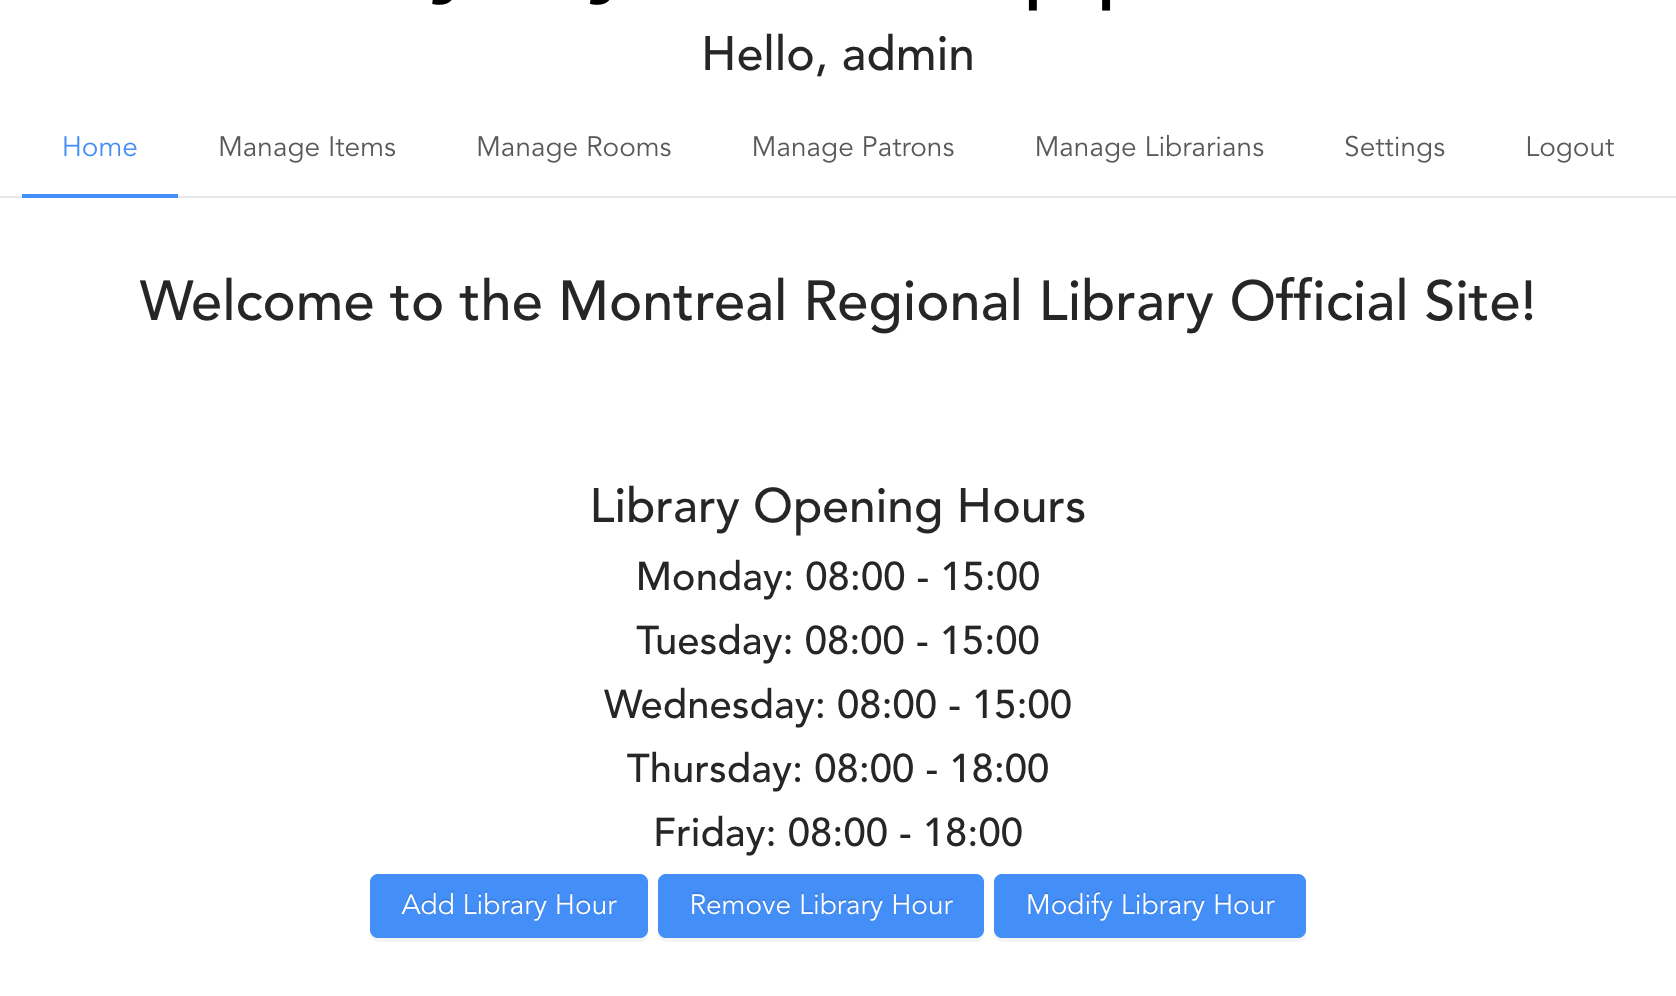 Hello, admin
Home Manage Items Manage Rooms Manage Patrons Manage Librarians Settings Logout
Welcome to the Montreal Regional Library Official Site!
Library Opening Hours
Monday: 08:00 - 15:00
Tuesday: 08:00 - 15:00
Wednesday: 08:00 - 15:00
Thursday: 08:00 - 18:00
Friday: 08:00 - 18:00
Add Library Hour Remove Library Hour Modify Library Hour